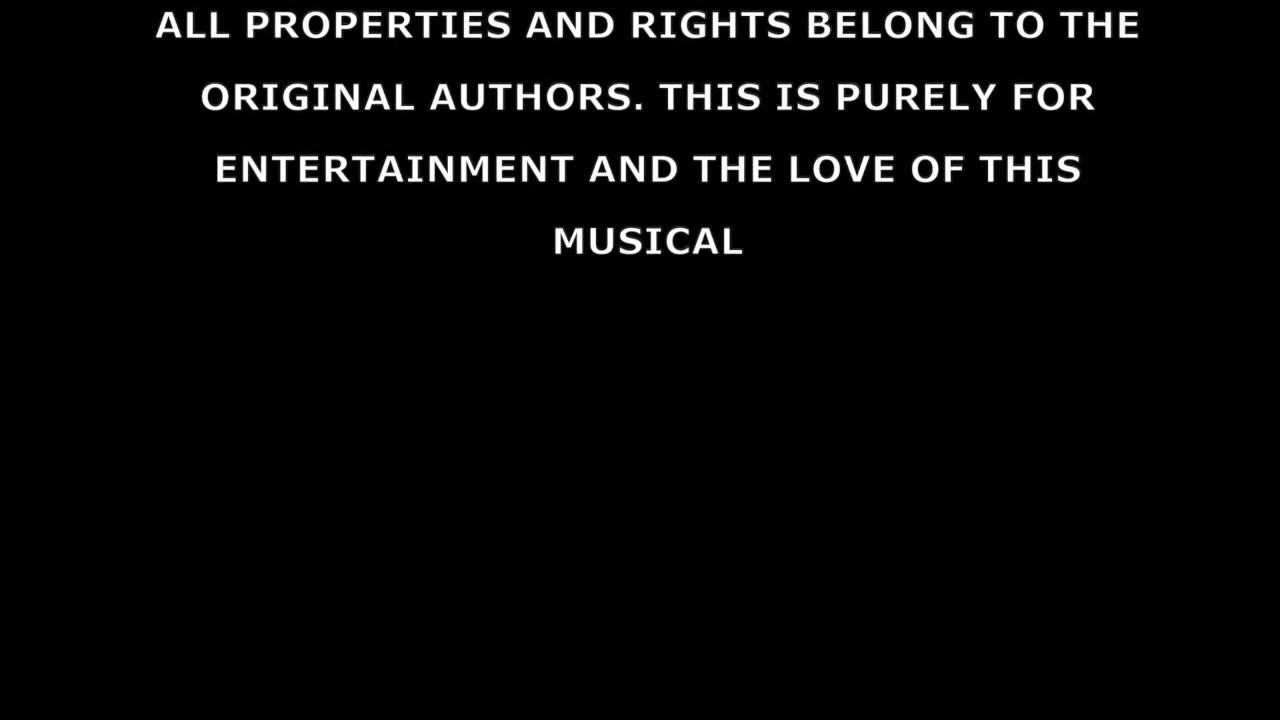 ALL PROPERTIES AND RIGHTS BELONG TO THE
ORIGINAL AUTHORS. THIS IS PURELY FOR
ENTERTAINMENT AND THE LOVE OF THIS
MUSICAL